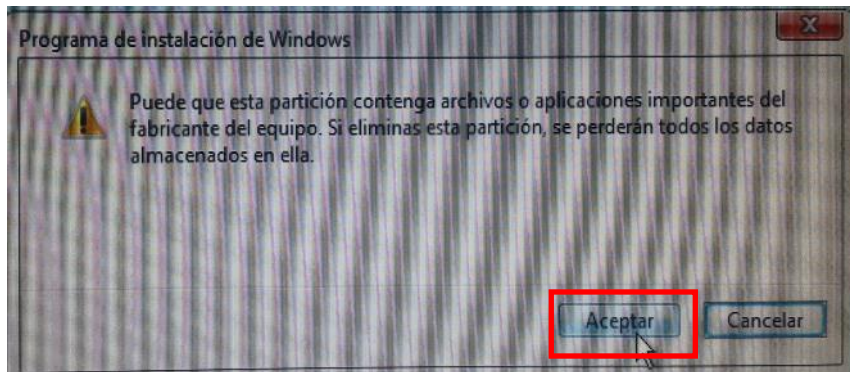 Programa de instalación de Windows
Puede que esta partición contenga archivos o aplicaciones importantes del
fabricante del equipo. Si eliminas esta partición, se perderán todos los datos
almacenados en ella.
Aceptar
Cancelar